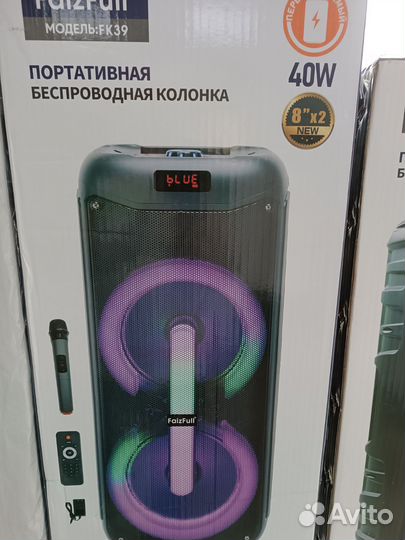 FaizFull
МОДЕЛЬ:FK39
ПОРТАТИВНАЯ
БЕСПРОВОДНАЯ КОЛОНКА
40W
8”x2
NEW
bLUE
FaizFull
Avito